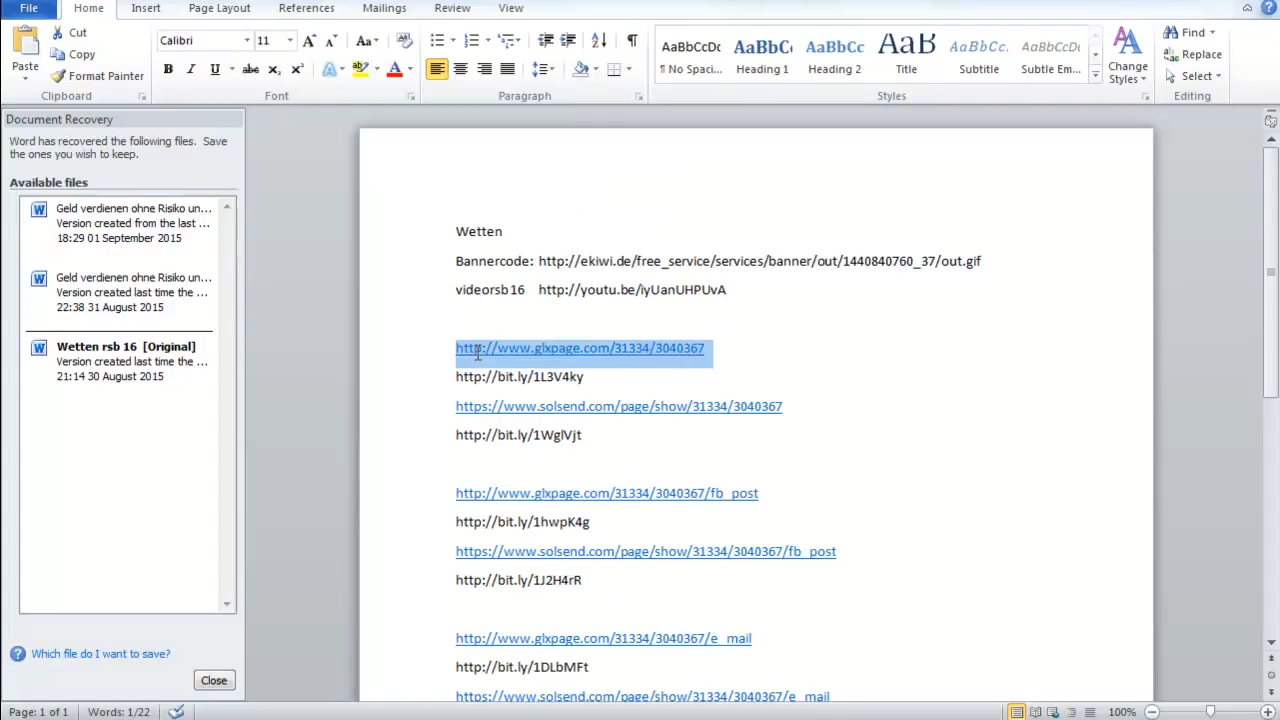 File Home Insert Page Layout References Mailings Review View
Paste
Cut
Copy
Format Painter
Clipboard
Calibri 11
Font
Paragraph
AaBbCcDc AaBbCc AaBbCc AaB AaBbCc. AaBbCcDc
¶ No Spaci... Heading 1 Heading 2 Title Subtitle Subtle Em...
Change
Styles
Styles
Find
Replace
Select
Editing
Document Recovery
Word has recovered the following files. Save
the ones you wish to keep.
Available files
Geld verdienen ohne Risiko un...
Version created from the last ...
18:29 01 September 2015
Geld verdienen ohne Risiko un...
Version created last time the ...
22:38 31 August 2015
Wetten rsb 16 [Original]
Version created last time the ...
21:14 30 August 2015
Which file do I want to save?
Close
Wetten
Bannercode: http://ekiwi.de/free_service/services/banner/out/1440840760_37/out.gif
videorsb16 http://youtu.be/iyUanUHPUvA
http://www.glxpage.com/31334/3040367
http://bit.ly/1L3V4ky
https://www.solsend.com/page/show/31334/3040367
http://bit.ly/1WglVjt
http://www.glxpage.com/31334/3040367/fb_post
http://bit.ly/1hwpK4g
https://www.solsend.com/page/show/31334/3040367/fb_post
http://bit.ly/1J2H4rR
http://www.glxpage.com/31334/3040367/e_mail
http://bit.ly/1DLbMFt
https://www.solsend.com/page/show/31334/3040367/e_mail
Page: 1 of 1 Words: 1/22 100%